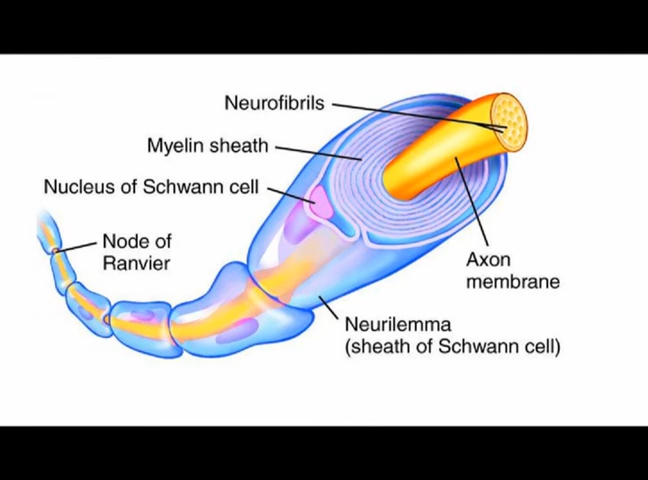 Neurofibrils
Myelin sheath
Nucleus of Schwann cell
Node of
Ranvier
Axon
membrane
Neurilemma
(sheath of Schwann cell)